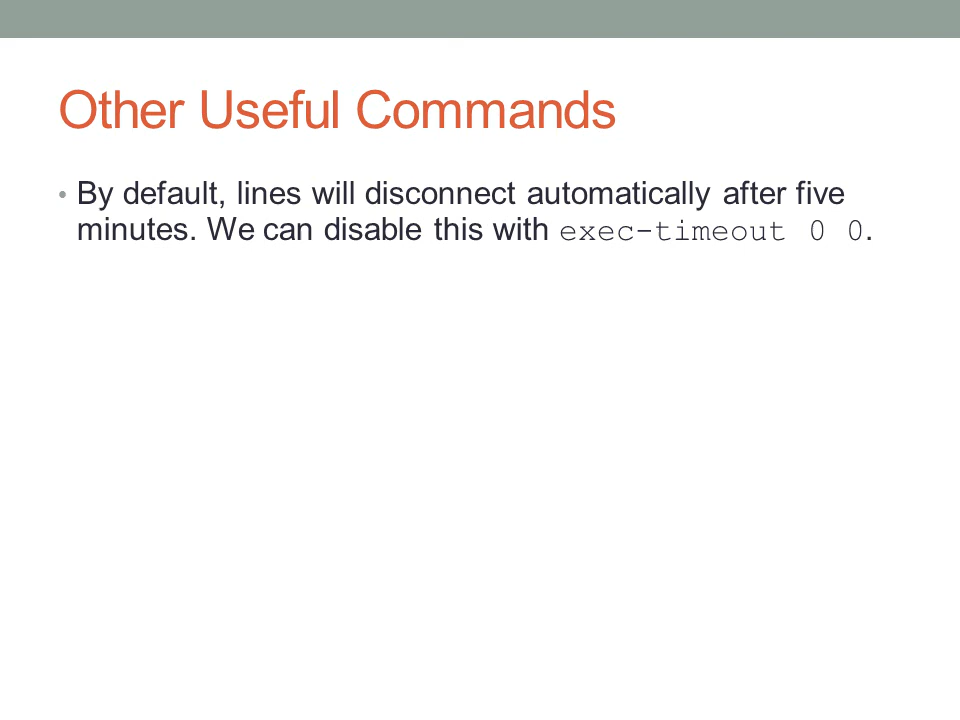 Other Useful Commands
• By default, lines will disconnect automatically after five
minutes. We can disable this with exec-timeout 0 0.